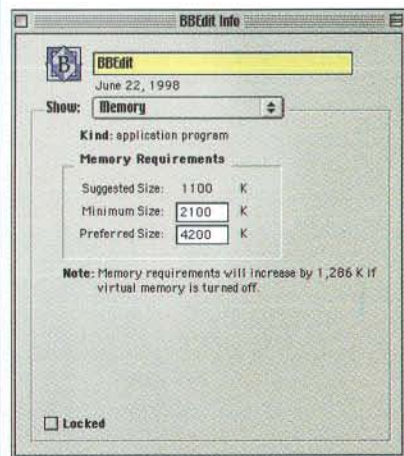 BBEdit Info
B
BBEdit
June 22, 1998
Show: Memory
Kind: application program
Memory Requirements
Suggested Size: 1100 K
Minimum Size: 2100 K
Preferred Size: 4200 K
Note: Memory requirements will increase by 1,286 K if
virtual memory is turned off.
Locked